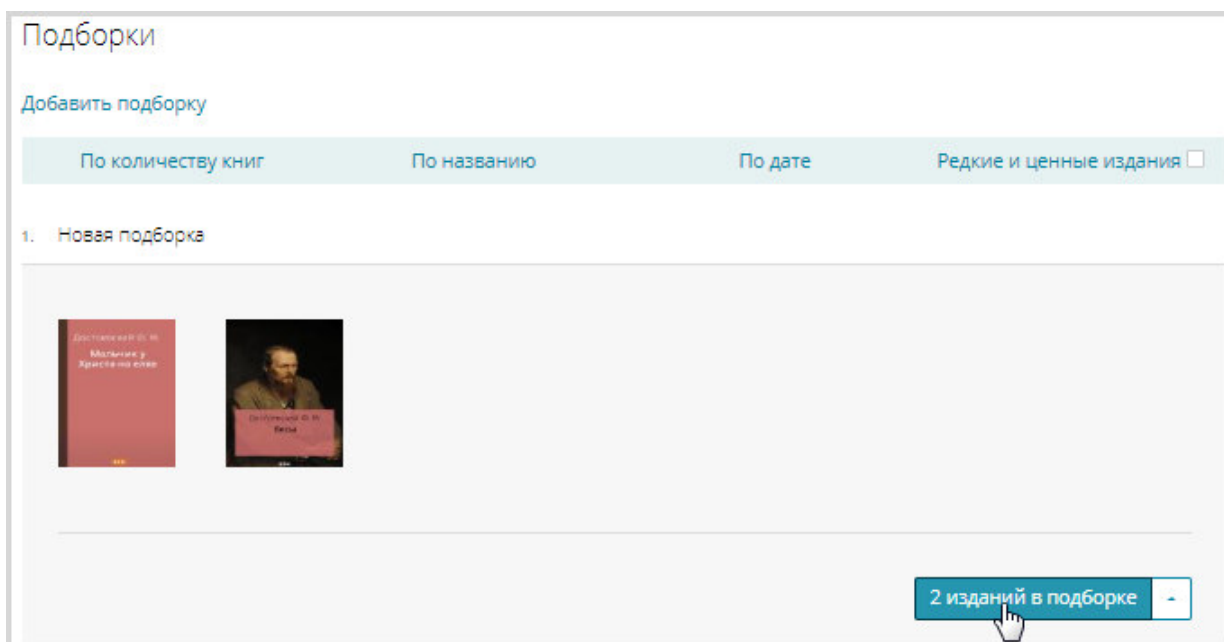 Подборки
Добавить подборку
По количеству книг По названию По дате Редкие и ценные издания
1. Новая подборка
Достоевский Ф. М.
Мальчик у
Христа на елке
Достоевский Ф. М.
Бесы
2 изданий в подборке